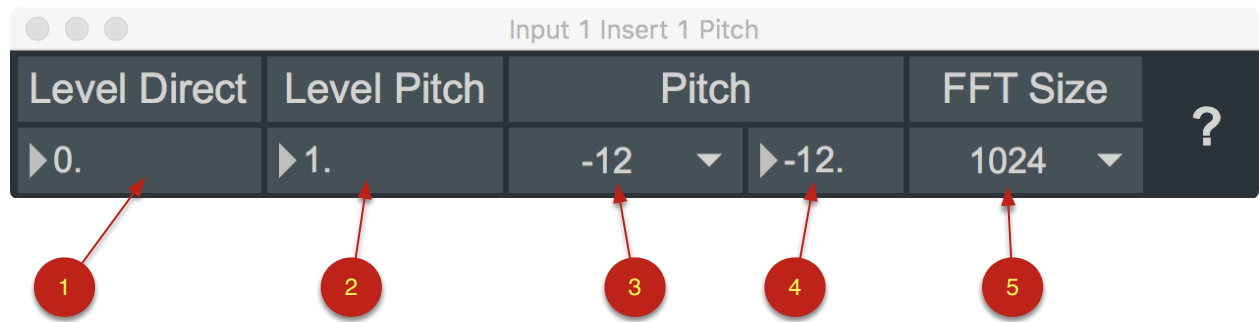 Input 1 Insert 1 Pitch
Level Direct Level Pitch Pitch FFT Size ?
0. 1. -12 -12. 1024
1 2 3 4 5